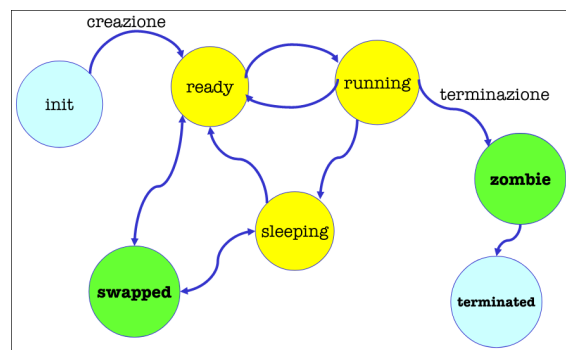 creazione
init
ready
running
terminazione
zombie
sleeping
swapped
terminated